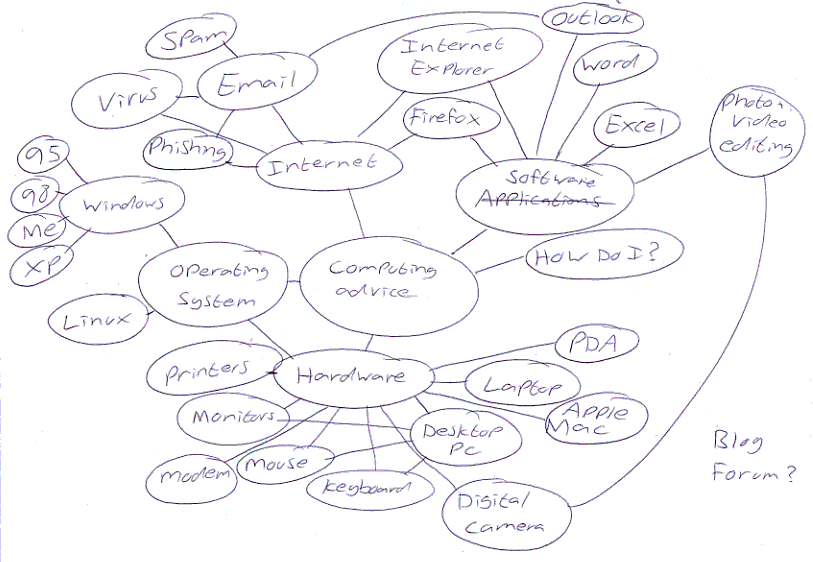 Outlook
Spam
Internet
Explorer
Email
Word
Virus
Photo +
Video
editing
Firefox
Excel
Phishng
Internet
95
Software
Applications
98
Windows
Me
XP
How Do I?
Operating
System
Computing
advice
Linux
PDA
Printers
Hardware
Laptop
Monitors
Apple
Mac
Desktop
PC
Blog
Forum?
Modem
Mouse
Keyboard
Digital
camera